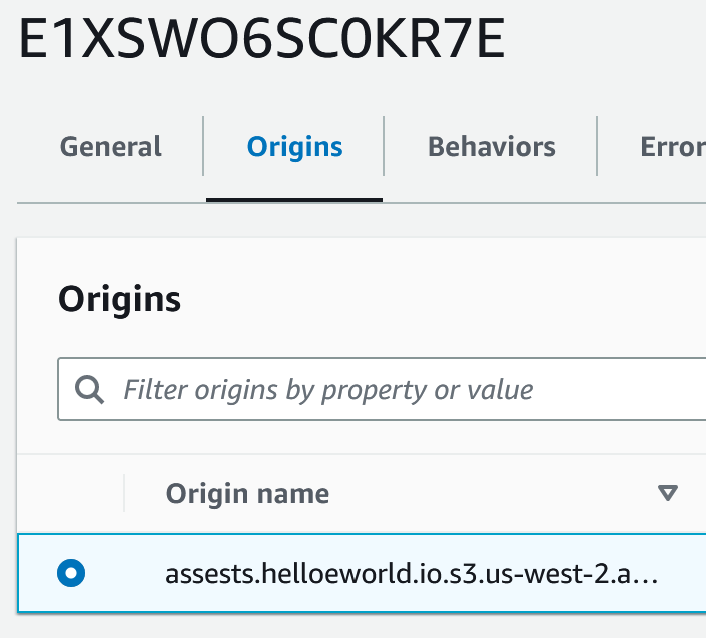 E1XSWO6SC0KR7E
General Origins Behaviors Error
Origins
Filter origins by property or value
Origin name
assests.helloeworld.io.s3.us-west-2.a...